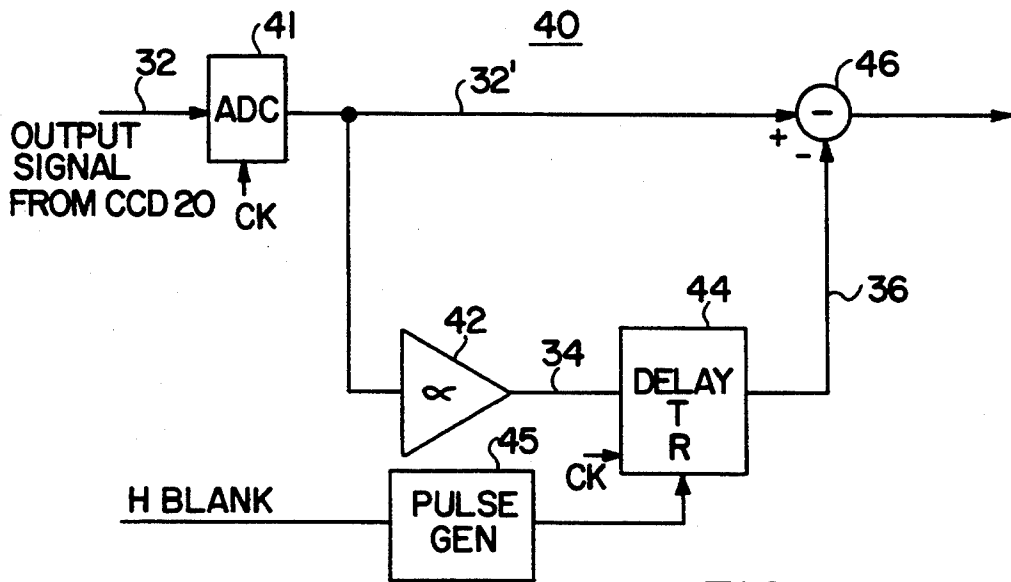 40
41
32
ADC
32'
46
−
+
-
OUTPUT
SIGNAL
FROM CCD 20
CK
42
∝
34
44
DELAY
T
R
36
CK
45
H BLANK
PULSE
GEN